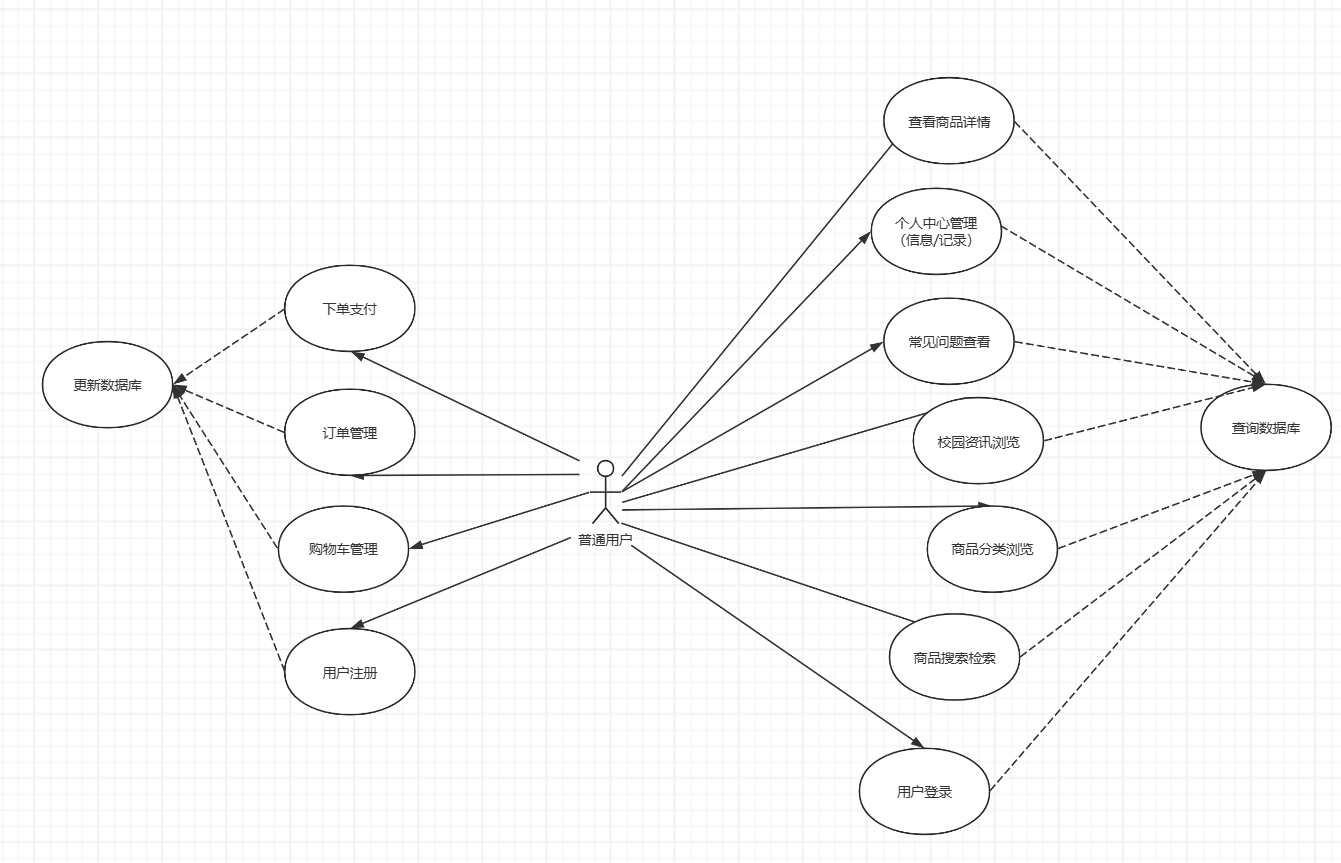 查看商品详情
个人中心管理
（信息/记录）
下单支付
常见问题查看
更新数据库
查询数据库
订单管理
校园资讯浏览
普通用户
购物车管理
商品分类浏览
商品搜索检索
用户注册
用户登录